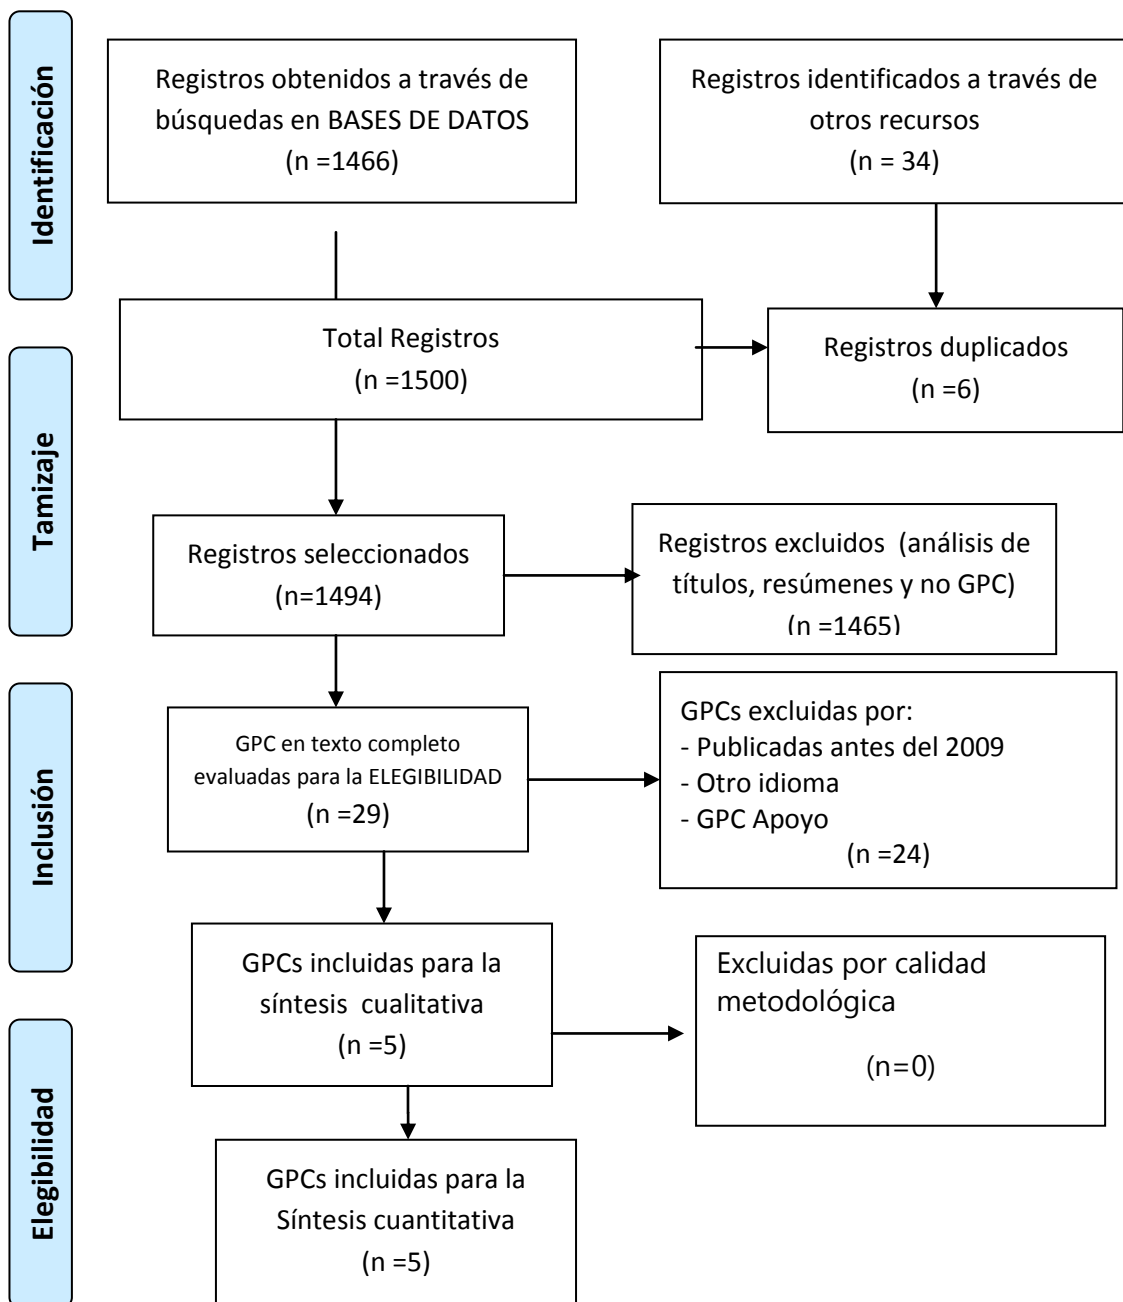 Identificación
Registros obtenidos a través de
búsquedas en BASES DE DATOS
(n =1466)
Registros identificados a través de
otros recursos
(n = 34)
Total Registros
(n =1500)
Registros duplicados
(n =6)
Tamizaje
Registros seleccionados
(n=1494)
Registros excluidos (análisis de
títulos, resúmenes y no GPC)
(n =1465)
Inclusión
GPC en texto completo
evaluadas para la ELEGIBILIDAD
(n =29)
GPCs excluidas por:
- Publicadas antes del 2009
- Otro idioma
- GPC Apoyo
(n =24)
GPCs incluidas para la
síntesis cualitativa
(n =5)
Excluidas por calidad
metodológica
(n=0)
Elegibilidad
GPCs incluidas para la
Síntesis cuantitativa
(n =5)